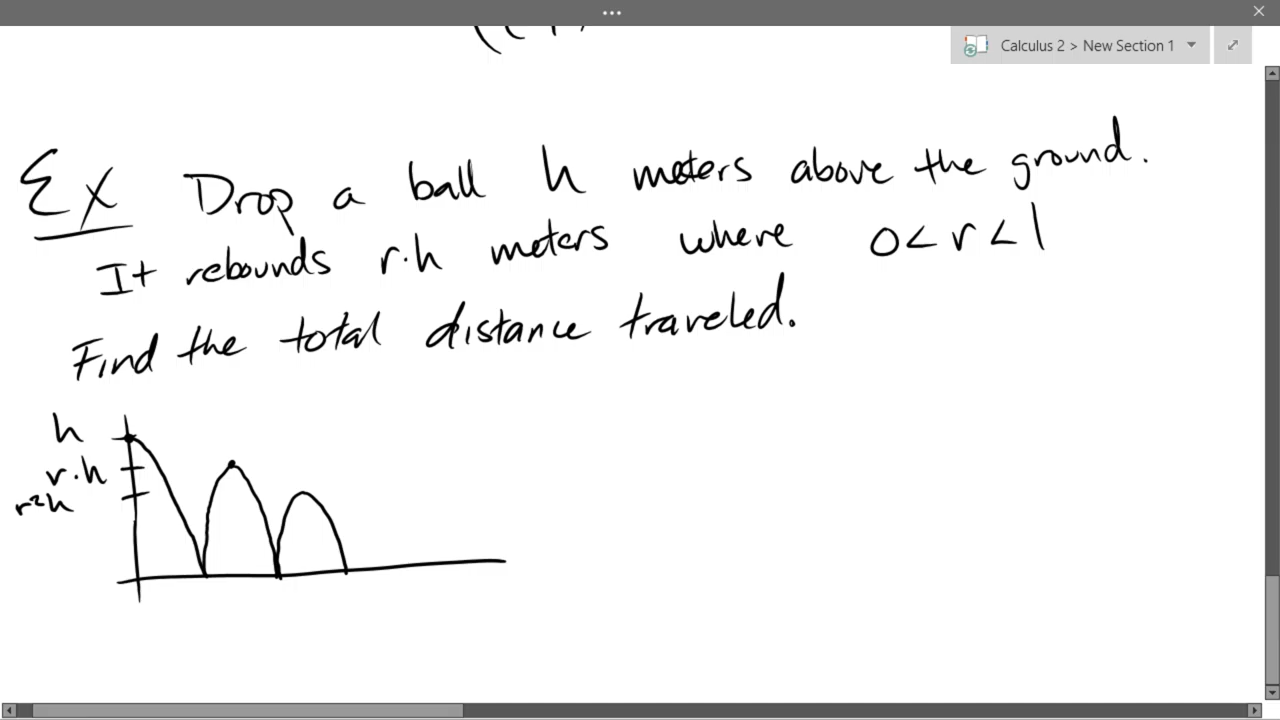 Calculus 2 > New Section 1
Ex Drop a ball h meters above the ground.
It rebounds r·h meters where 0<r<1
Find the total distance traveled.
h
r·h
r²h